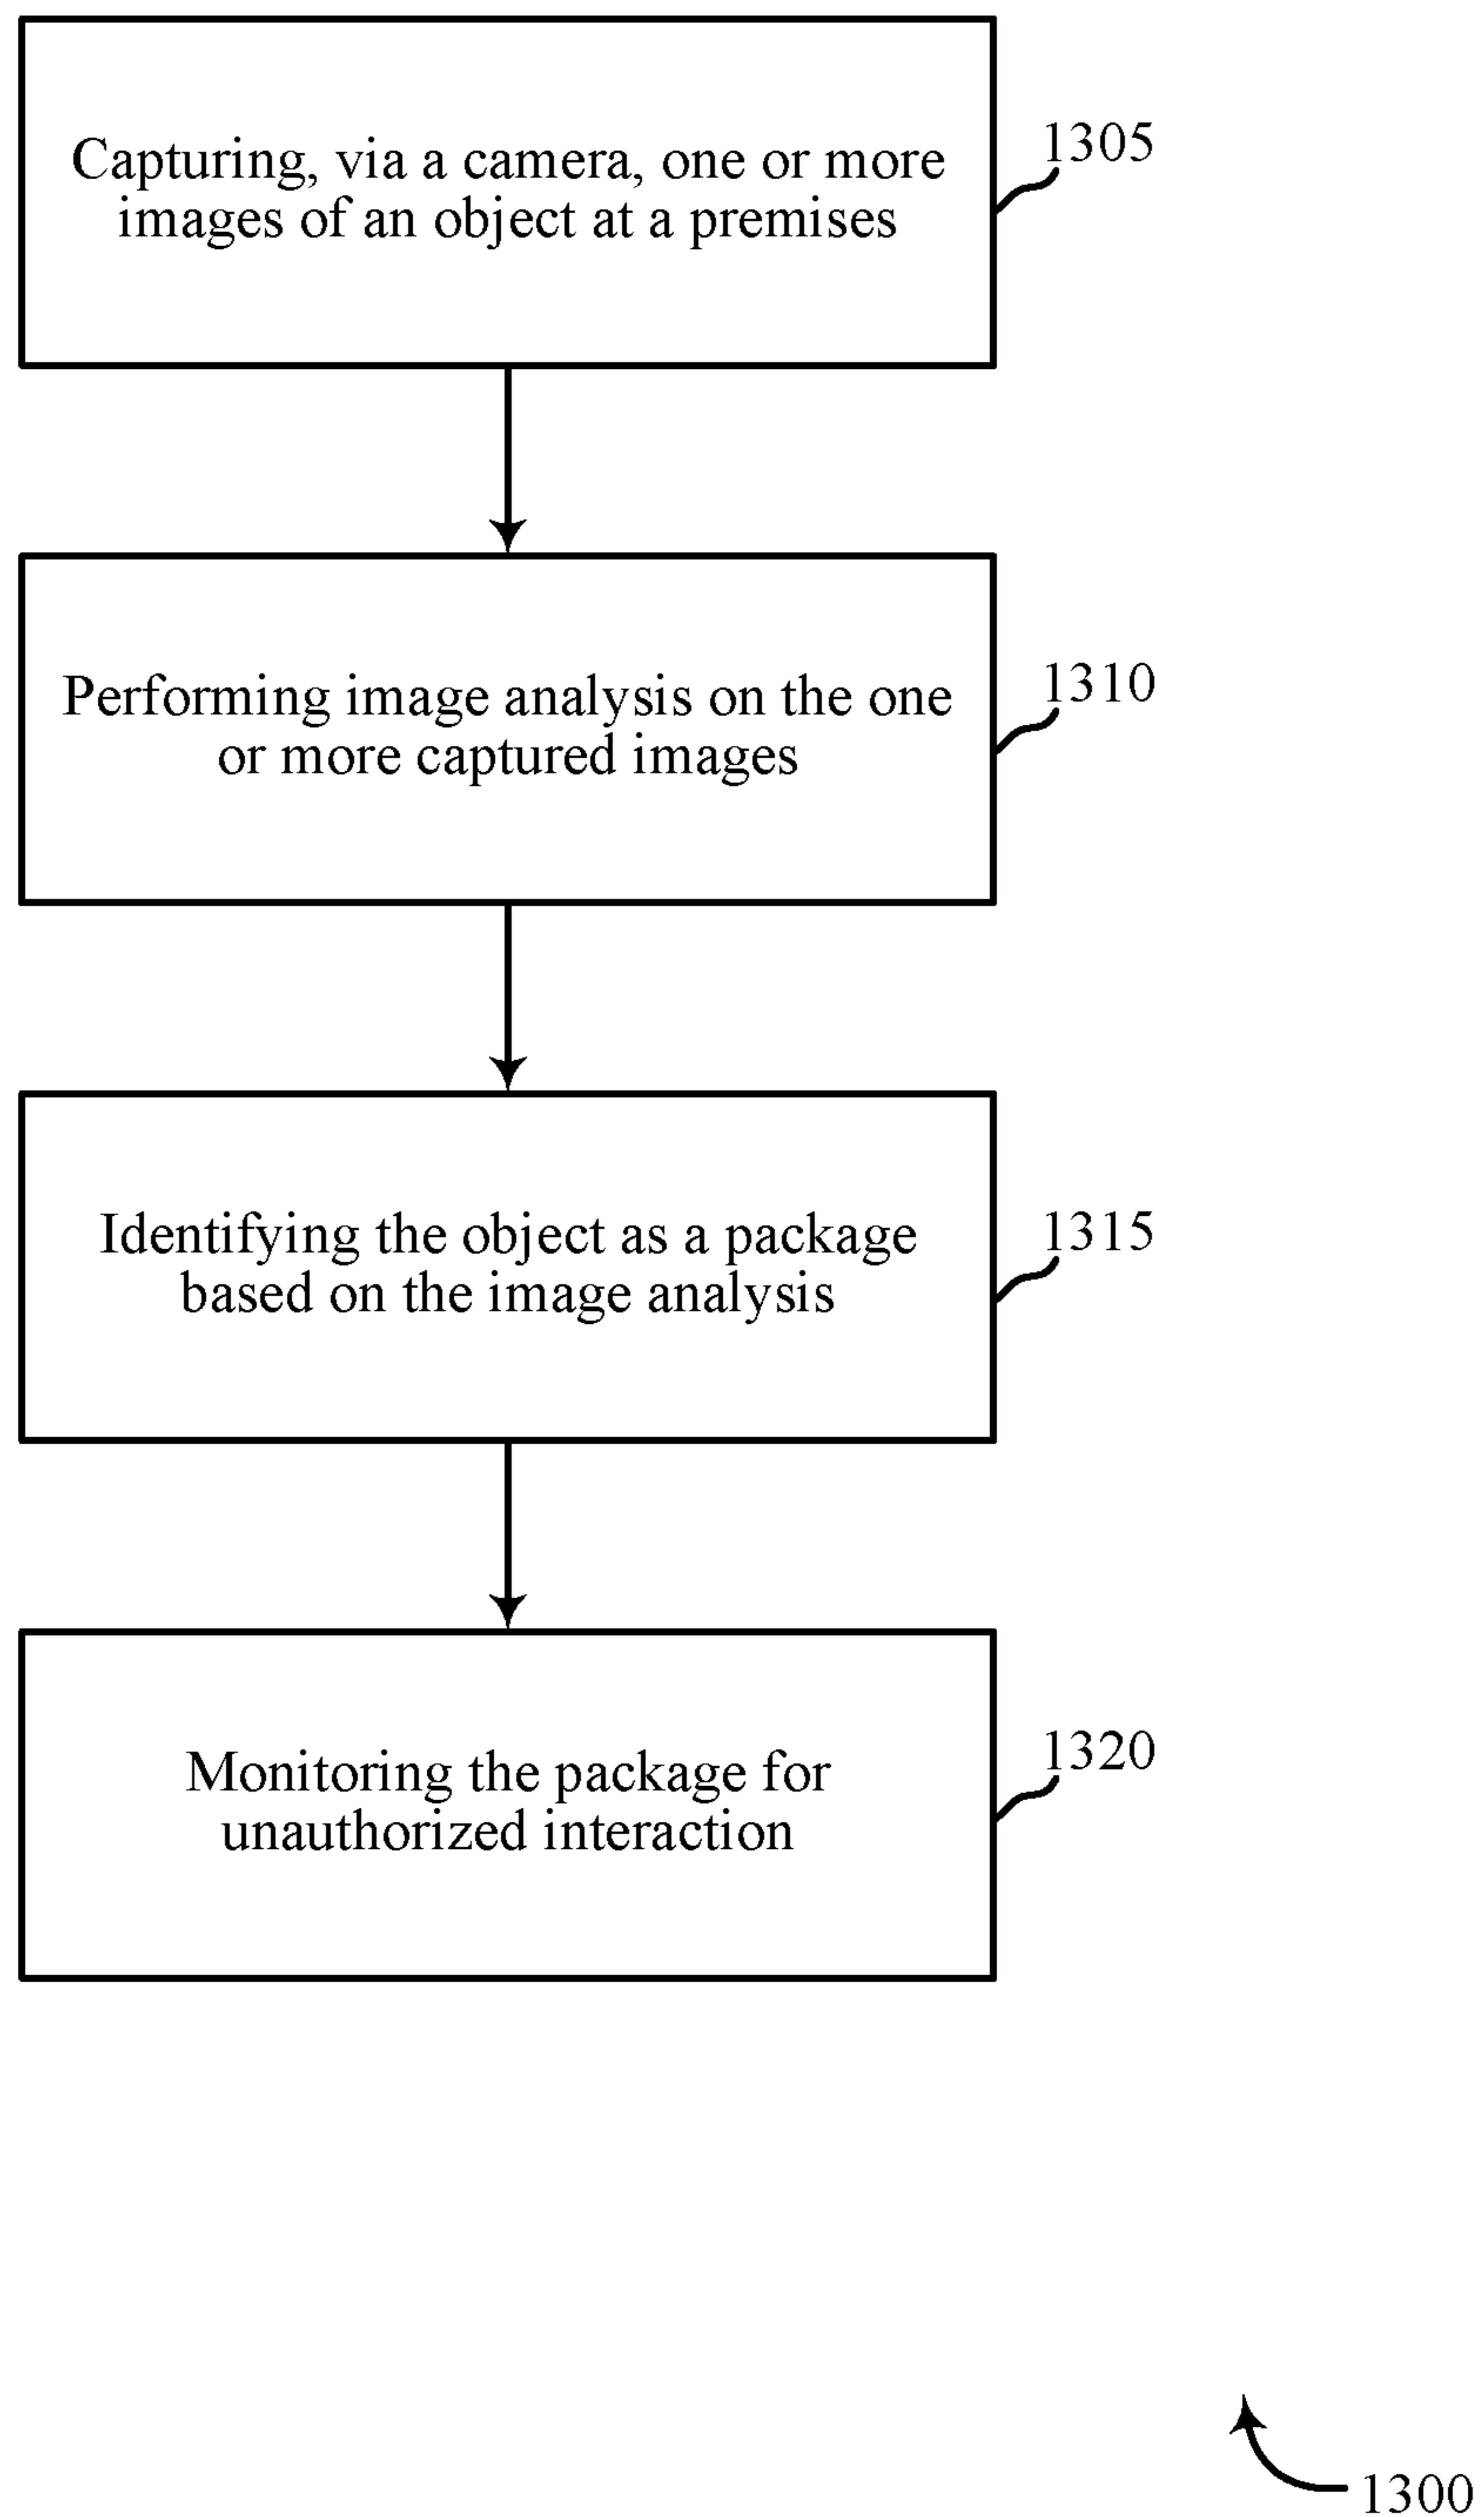 Capturing, via a camera, one or more
images of an object at a premises
1305
Performing image analysis on the one
or more captured images
1310
Identifying the object as a package
based on the image analysis
1315
Monitoring the package for
unauthorized interaction
1320
1300